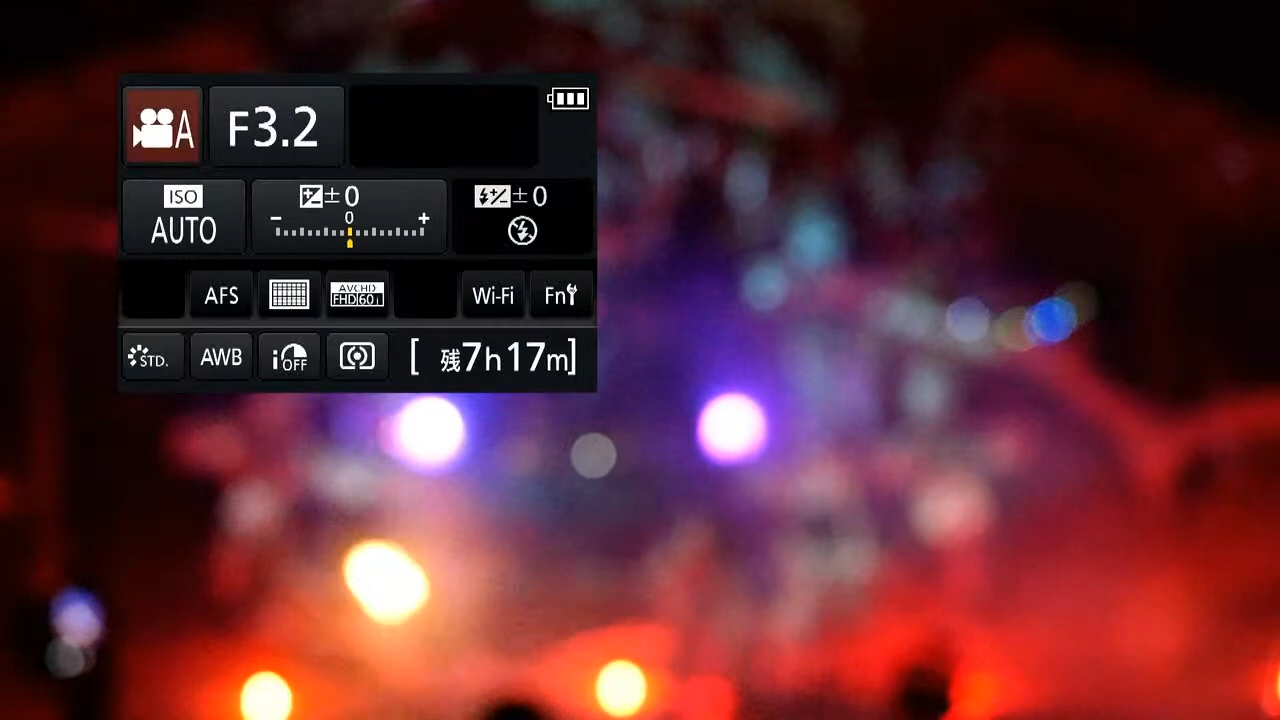 A F3.2
ISO ± 0 ± 0
AUTO - 0 +
AFS AVCHD Wi-Fi Fn
FHD 60i
STD. AWB i OFF [ 残7h17m]